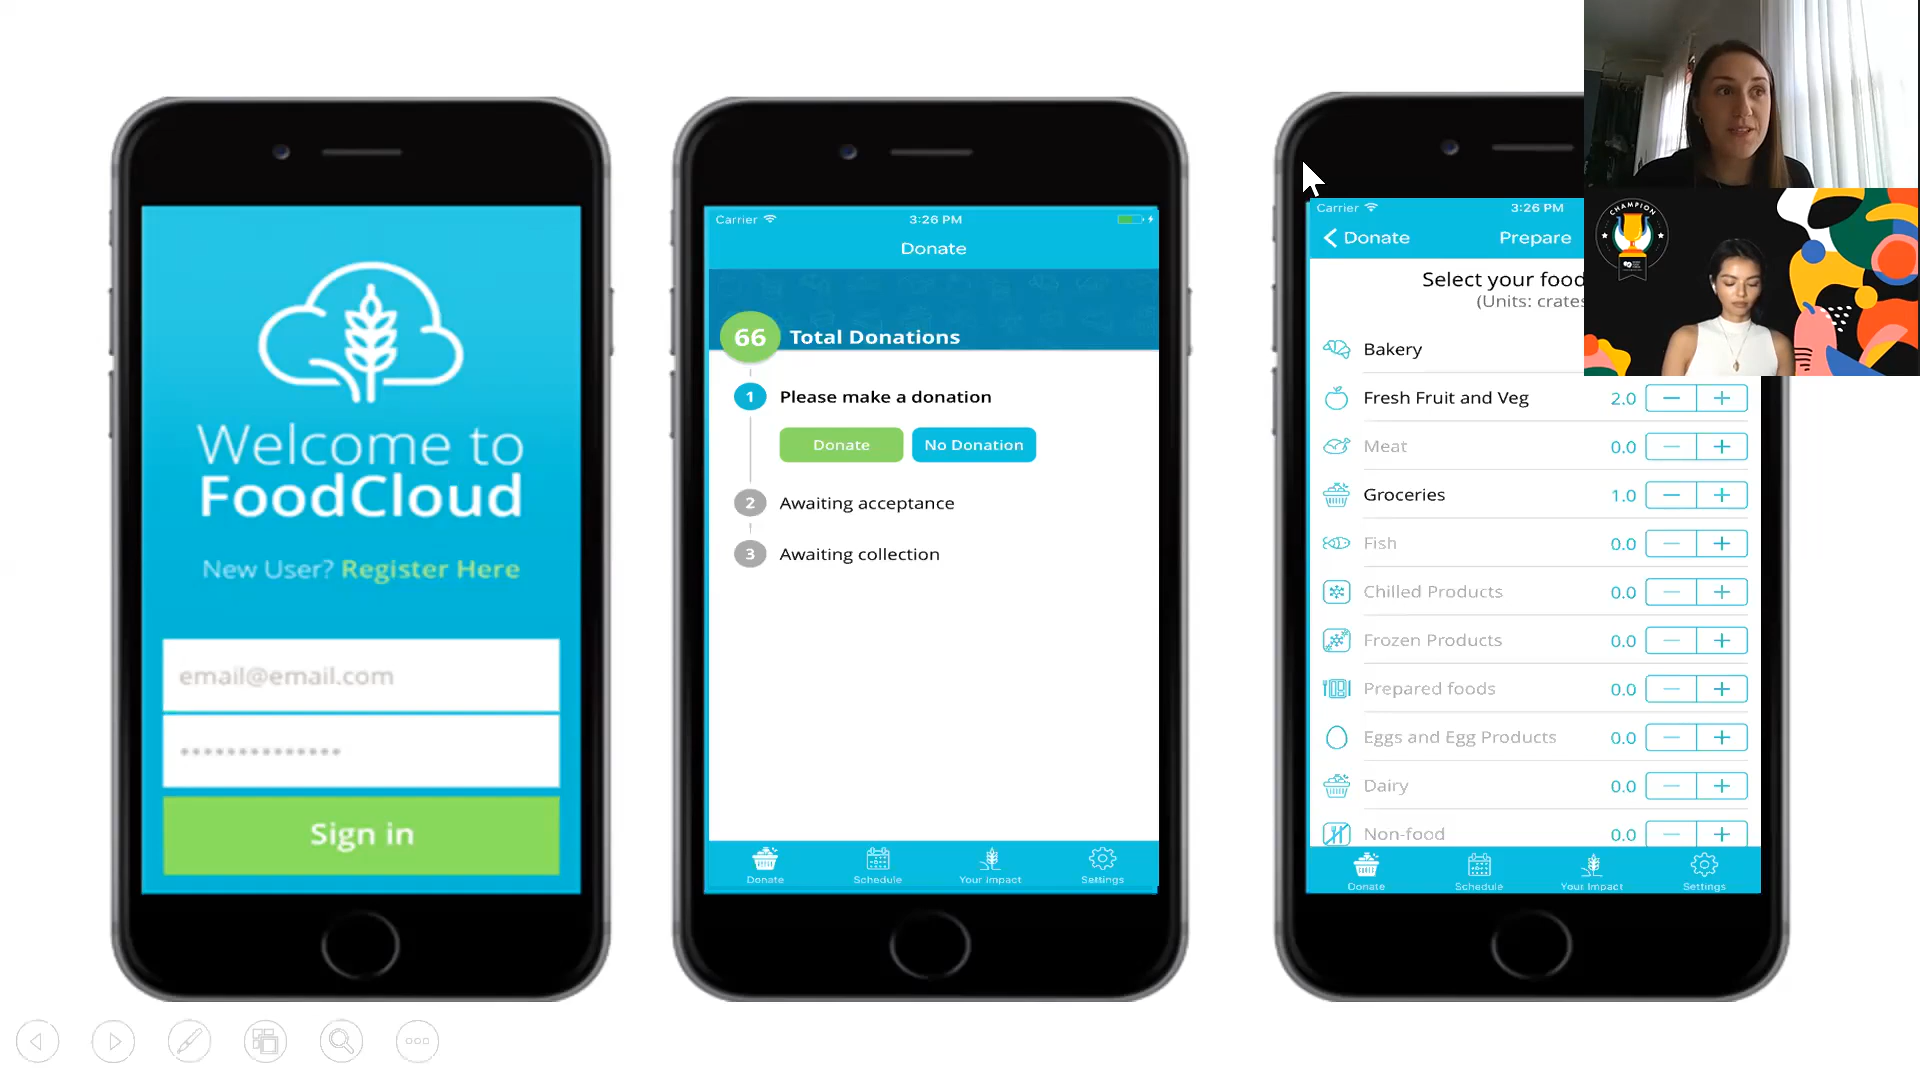 Welcome to
FoodCloud
New User? Register Here
email@email.com
Sign in
Carrier 3:26 PM
Donate
66 Total Donations
1 Please make a donation
Donate No Donation
2 Awaiting acceptance
3 Awaiting collection
Donate Schedule Your Impact Settings
Carrier 3:26 PM
Donate Prepare
Select your food
(Units: crates
Bakery
Fresh Fruit and Veg 2.0
Meat 0.0
Groceries 1.0
Fish 0.0
Chilled Products 0.0
Frozen Products 0.0
Prepared foods 0.0
Eggs and Egg Products 0.0
Dairy 0.0
Non-food 0.0
Donate Schedule Your Impact Settings
CHAMPION